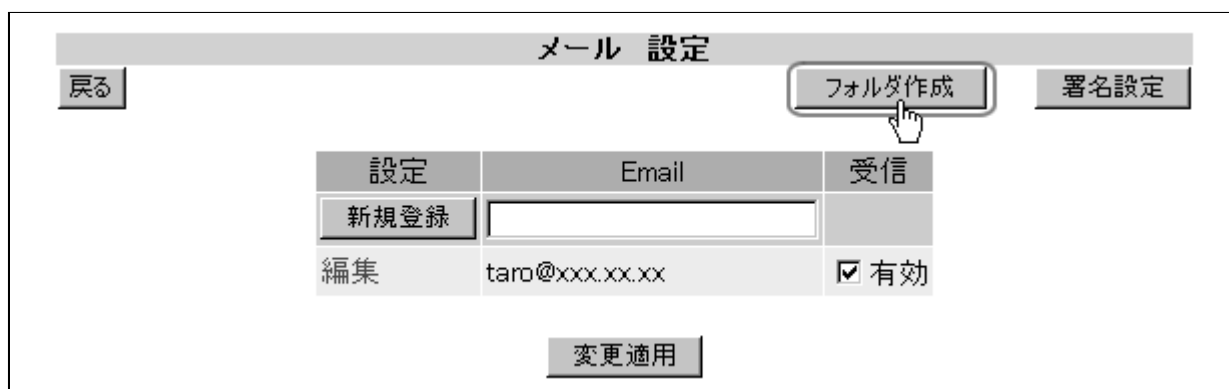 メール 設定
戻る フォルダ作成 署名設定
設定 Email 受信
新規登録
編集 taro@xxx.xx.xx 有効
変更適用